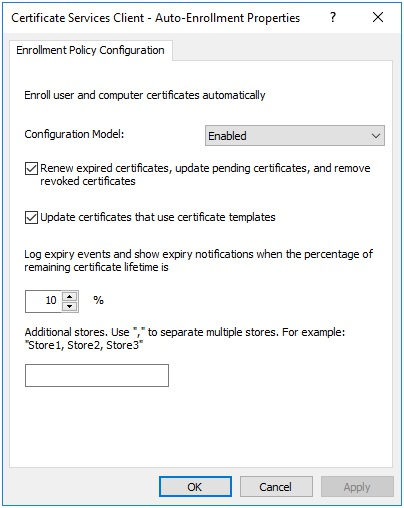 Certificate Services Client - Auto-Enrollment Properties ? ✕
Enrollment Policy Configuration
Enroll user and computer certificates automatically
Configuration Model: Enabled
Renew expired certificates, update pending certificates, and remove
revoked certificates
Update certificates that use certificate templates
Log expiry events and show expiry notifications when the percentage of
remaining certificate lifetime is
10 %
Additional stores. Use "," to separate multiple stores. For example:
"Store1, Store2, Store3"
OK Cancel Apply